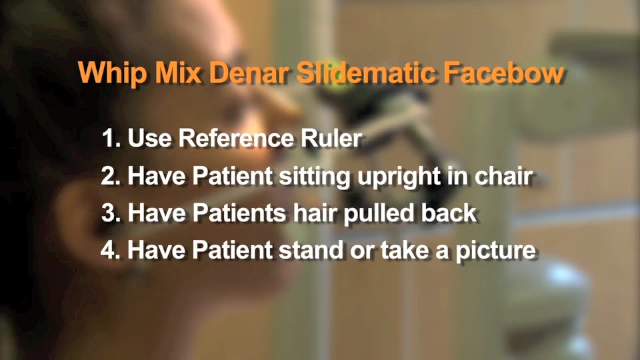 Whip Mix Denar Slidematic Facebow
1. Use Reference Ruler
2. Have Patient sitting upright in chair
3. Have Patients hair pulled back
4. Have Patient stand or take a picture